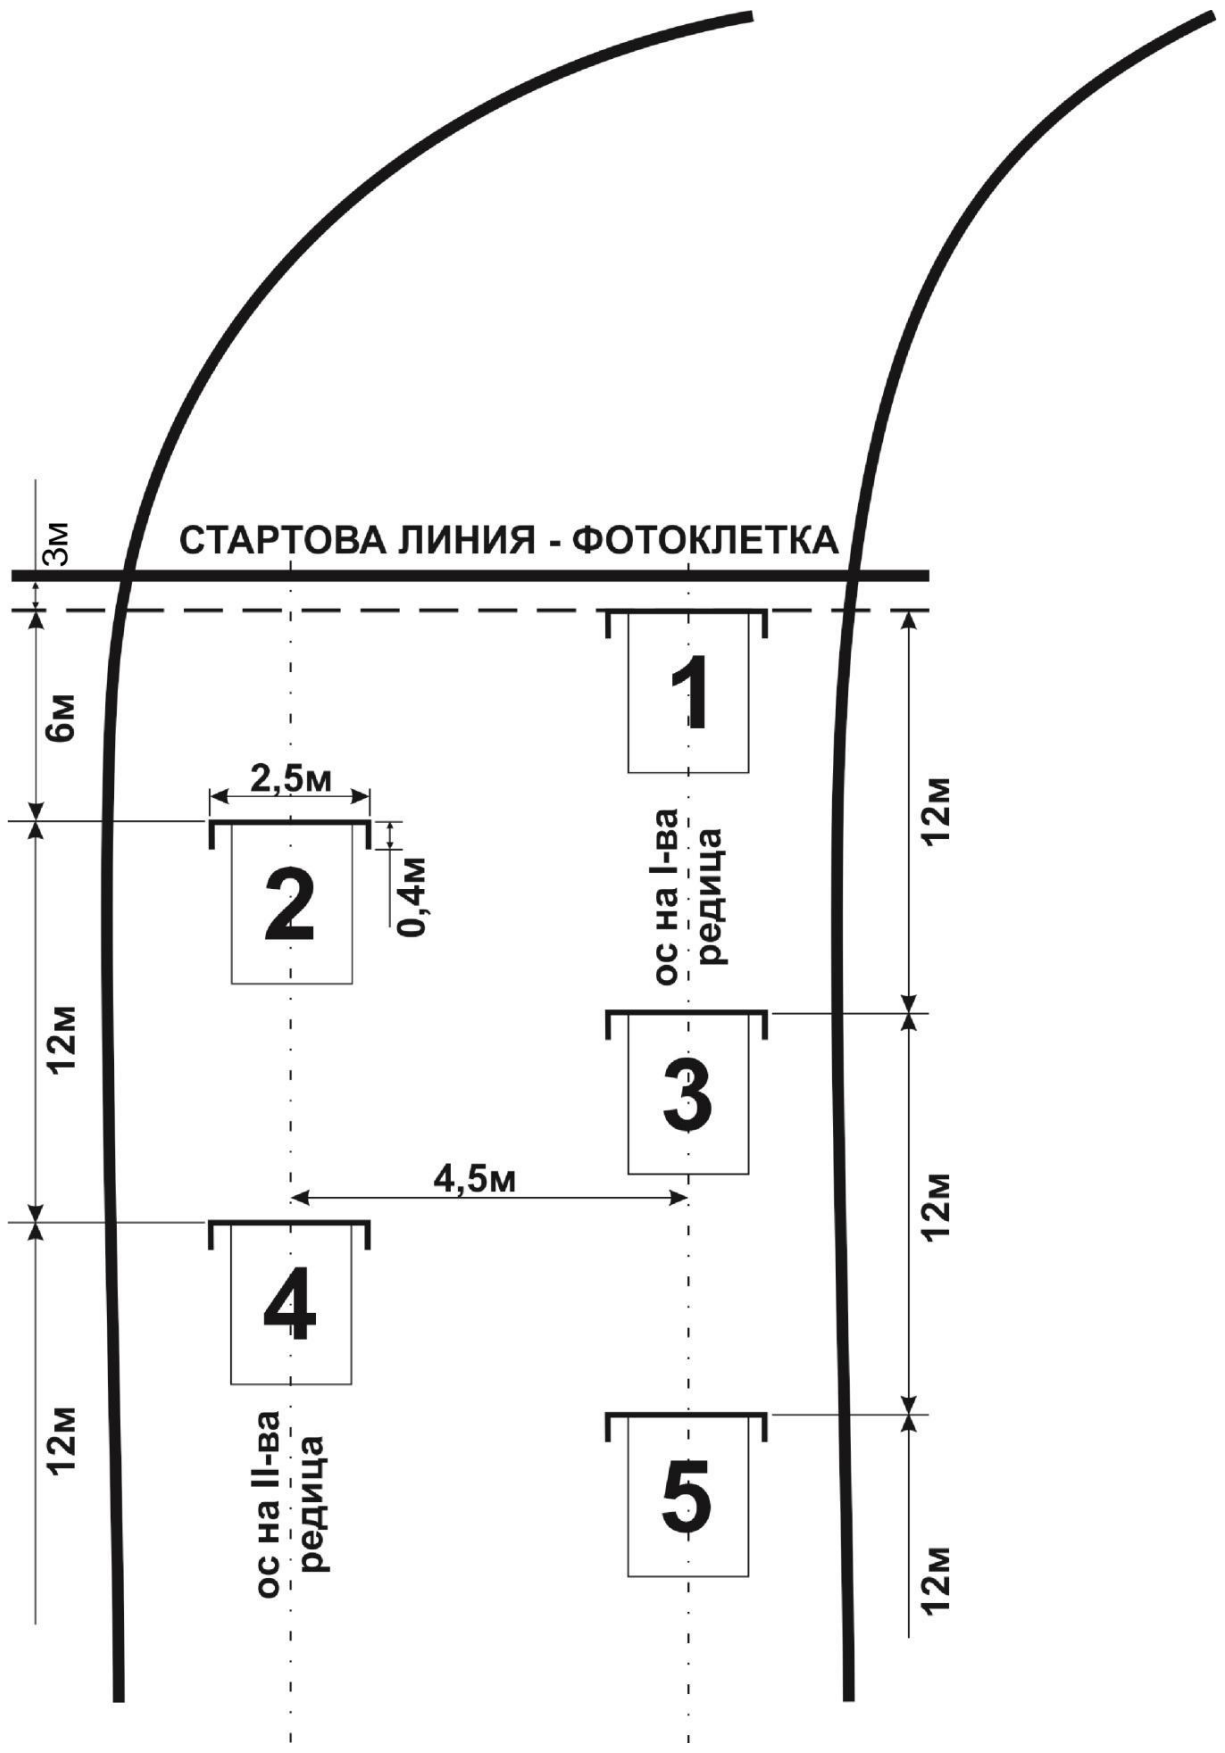 3м
СТАРТОВА ЛИНИЯ - ФОТОКЛЕТКА
1
6м
2,5м
12м
ос на I-ва
редица
2
0,4м
12м
3
4,5м
12м
4
12м
ос на II-ва
редица
5
12м